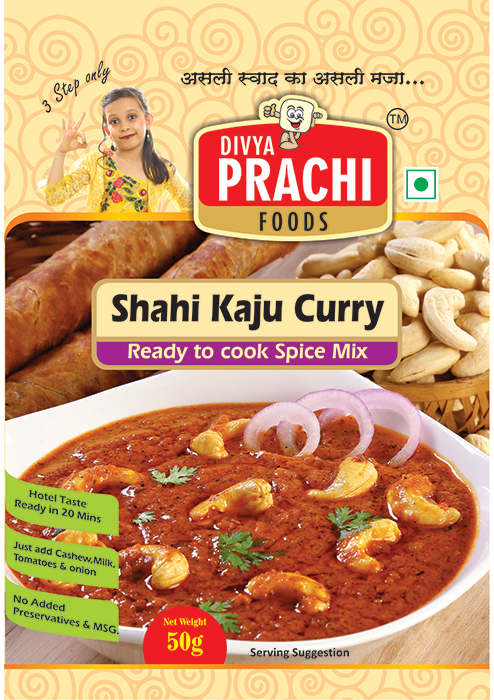 3 Step only
असली स्वाद का असली मजा...
DIVYA
PRACHI
FOODS
TM
Shahi Kaju Curry
Ready to cook Spice Mix
Hotel Taste
Ready in 20 Mins
Just add Cashew,Milk,
Tomatoes & onion
No Added
Preservatives & MSG.
Net Weight
50g
Serving Suggestion